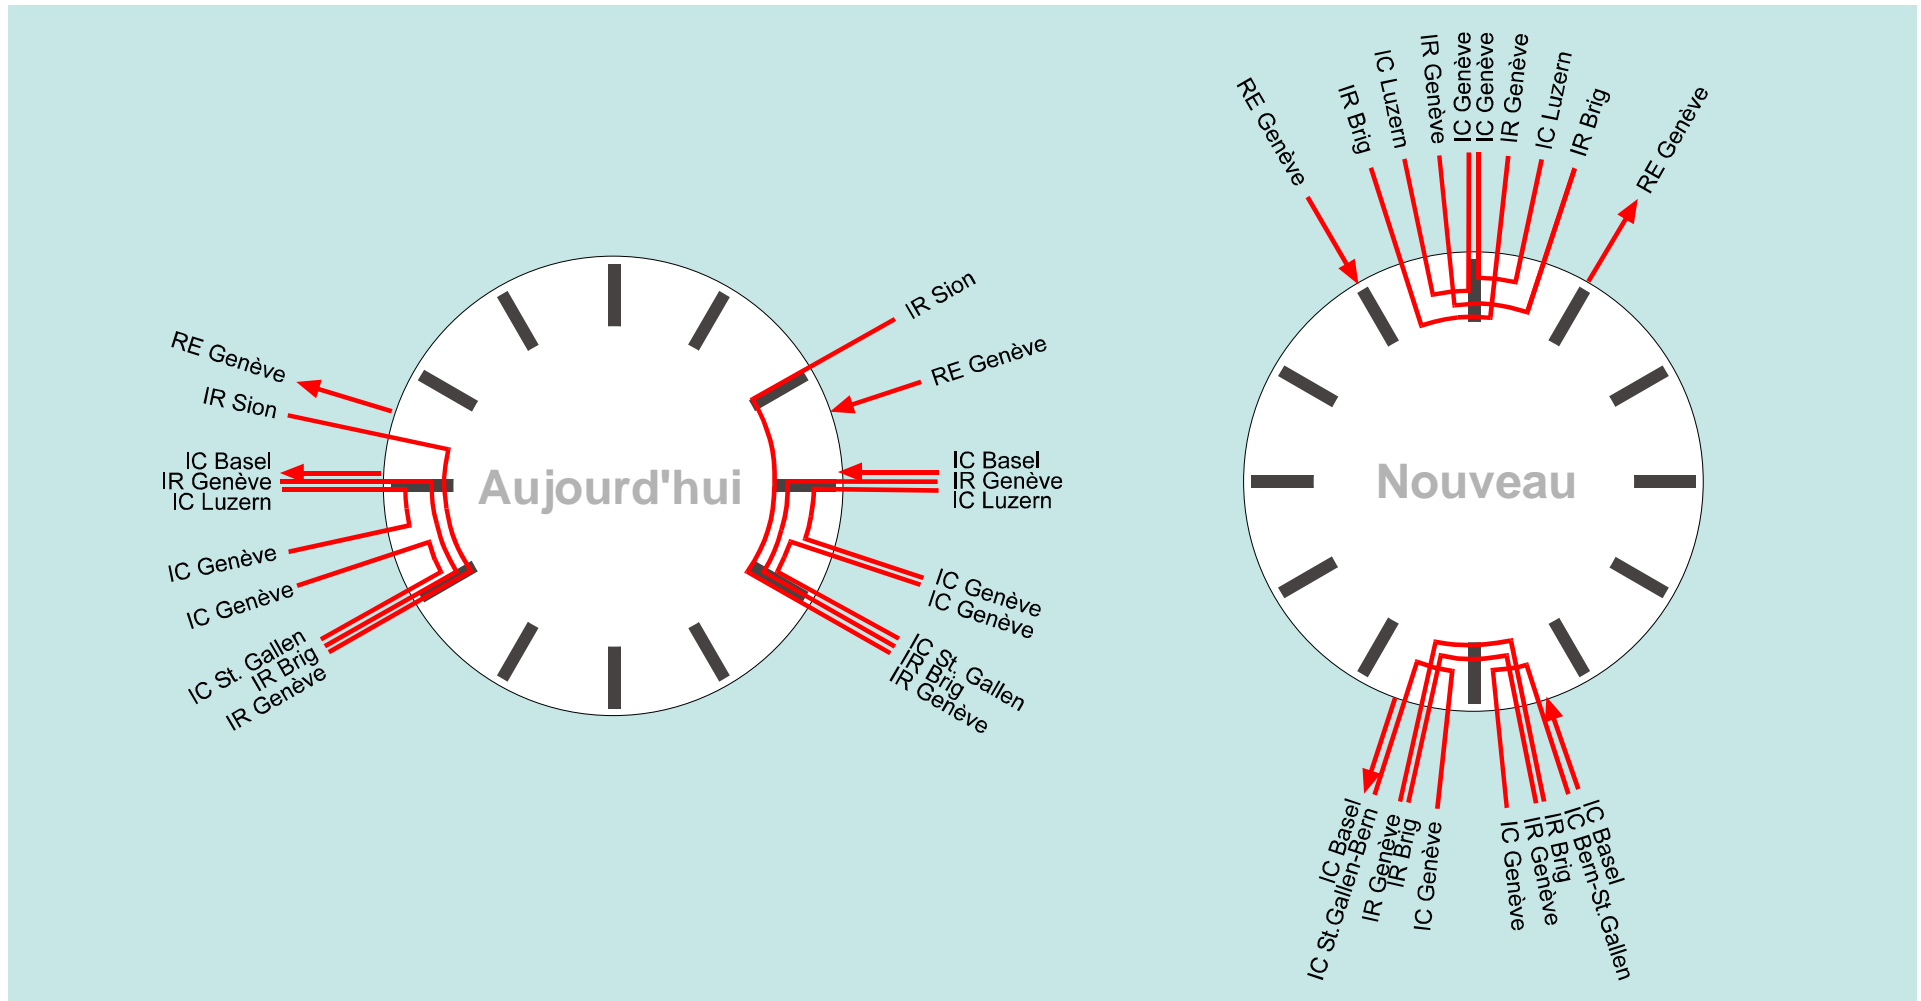 Aujourd'hui
IR Sion
RE Genève
IC Basel
IR Genève
IC Luzern
IC Genève
IC Genève
IC St. Gallen
IR Brig
IR Genève
RE Genève
IR Sion
IC Basel
IR Genève
IC Luzern
IC Genève
IC Genève
IC St. Gallen
IR Brig
IR Genève
Nouveau
RE Genève
IR Brig
IC Luzern
IR Genève
IC Genève
IC Genève
IR Genève
IC Luzern
IR Brig
RE Genève
IC Basel
IC St.Gallen-Bern
IR Genève
IR Brig
IC Genève
IC Genève
IR Genève
IR Brig
IC Bern-St.Gallen
IC Basel